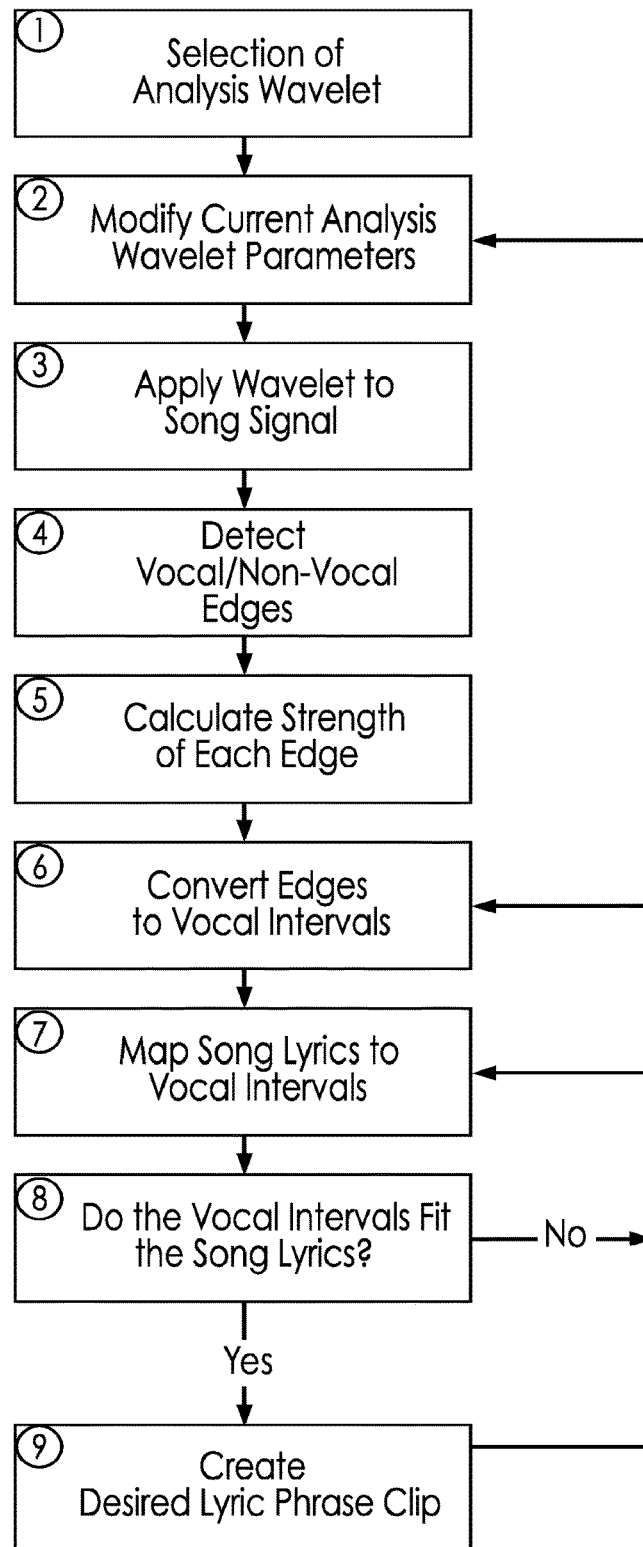 1
Selection of
Analysis Wavelet
2
Modify Current Analysis
Wavelet Parameters
3
Apply Wavelet to
Song Signal
4
Detect
Vocal/Non-Vocal
Edges
5
Calculate Strength
of Each Edge
6
Convert Edges
to Vocal Intervals
7
Map Song Lyrics to
Vocal Intervals
8
Do the Vocal Intervals Fit
the Song Lyrics?
No
Yes
9
Create
Desired Lyric Phrase Clip